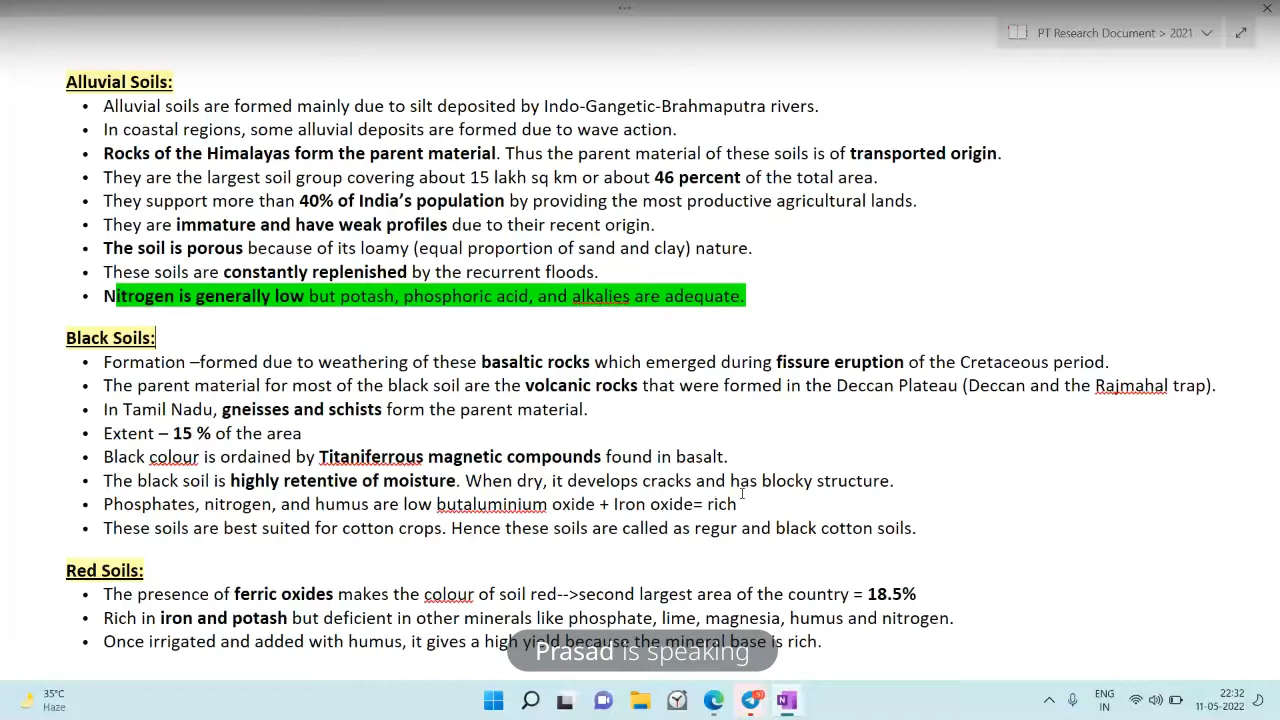 PT Research Document > 2021
Alluvial Soils:
• Alluvial soils are formed mainly due to silt deposited by Indo-Gangetic-Brahmaputra rivers.
• In coastal regions, some alluvial deposits are formed due to wave action.
• Rocks of the Himalayas form the parent material. Thus the parent material of these soils is of transported origin.
• They are the largest soil group covering about 15 lakh sq km or about 46 percent of the total area.
• They support more than 40% of India’s population by providing the most productive agricultural lands.
• They are immature and have weak profiles due to their recent origin.
• The soil is porous because of its loamy (equal proportion of sand and clay) nature.
• These soils are constantly replenished by the recurrent floods.
• Nitrogen is generally low but potash, phosphoric acid, and alkalies are adequate.
Black Soils:
• Formation –formed due to weathering of these basaltic rocks which emerged during fissure eruption of the Cretaceous period.
• The parent material for most of the black soil are the volcanic rocks that were formed in the Deccan Plateau (Deccan and the Rajmahal trap).
• In Tamil Nadu, gneisses and schists form the parent material.
• Extent – 15 % of the area
• Black colour is ordained by Titaniferrous magnetic compounds found in basalt.
• The black soil is highly retentive of moisture. When dry, it develops cracks and has blocky structure.
• Phosphates, nitrogen, and humus are low butaluminium oxide + Iron oxide= rich
• These soils are best suited for cotton crops. Hence these soils are called as regur and black cotton soils.
Red Soils:
• The presence of ferric oxides makes the colour of soil red-->second largest area of the country = 18.5%
• Rich in iron and potash but deficient in other minerals like phosphate, lime, magnesia, humus and nitrogen.
• Once irrigated and added with humus, it gives a high yield because the mineral base is rich.
Prasad is speaking
35°C
Haze
ENG
IN
22:32
11-05-2022